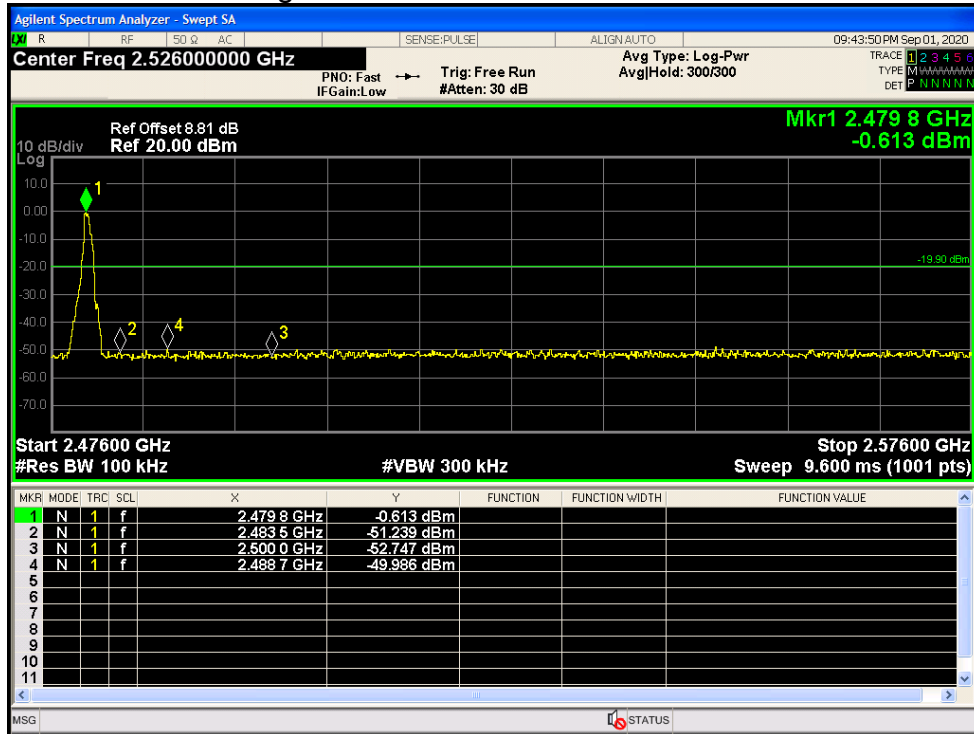 Agilent Spectrum Analyzer - Swept SA
LXI R RF 50 Ω AC SENSE:PULSE ALIGN AUTO 09:43:50 PM Sep 01, 2020
Center Freq 2.526000000 GHz
PNO: Fast Trig: Free Run Avg Type: Log-Pwr TRACE 1 2 3 4 5 6
IFGain:Low #Atten: 30 dB Avg|Hold: 300/300 TYPE M WWWWW
DET P N N N N N
Ref Offset 8.81 dB Mkr1 2.479 8 GHz
10 dB/div Ref 20.00 dBm -0.613 dBm
Log
10.0
1
0.00
-10.0
-20.0 -19.90 dBm
-30.0
-40.0
2 4 3
-50.0
-60.0
-70.0
Start 2.47600 GHz Stop 2.57600 GHz
#Res BW 100 kHz #VBW 300 kHz Sweep 9.600 ms (1001 pts)
MKR MODE TRC SCL X Y FUNCTION FUNCTION WIDTH FUNCTION VALUE
1 N 1 f 2.479 8 GHz -0.613 dBm
2 N 1 f 2.483 5 GHz -51.239 dBm
3 N 1 f 2.500 0 GHz -52.747 dBm
4 N 1 f 2.488 7 GHz -49.986 dBm
5
6
7
8
9
10
11
MSG STATUS